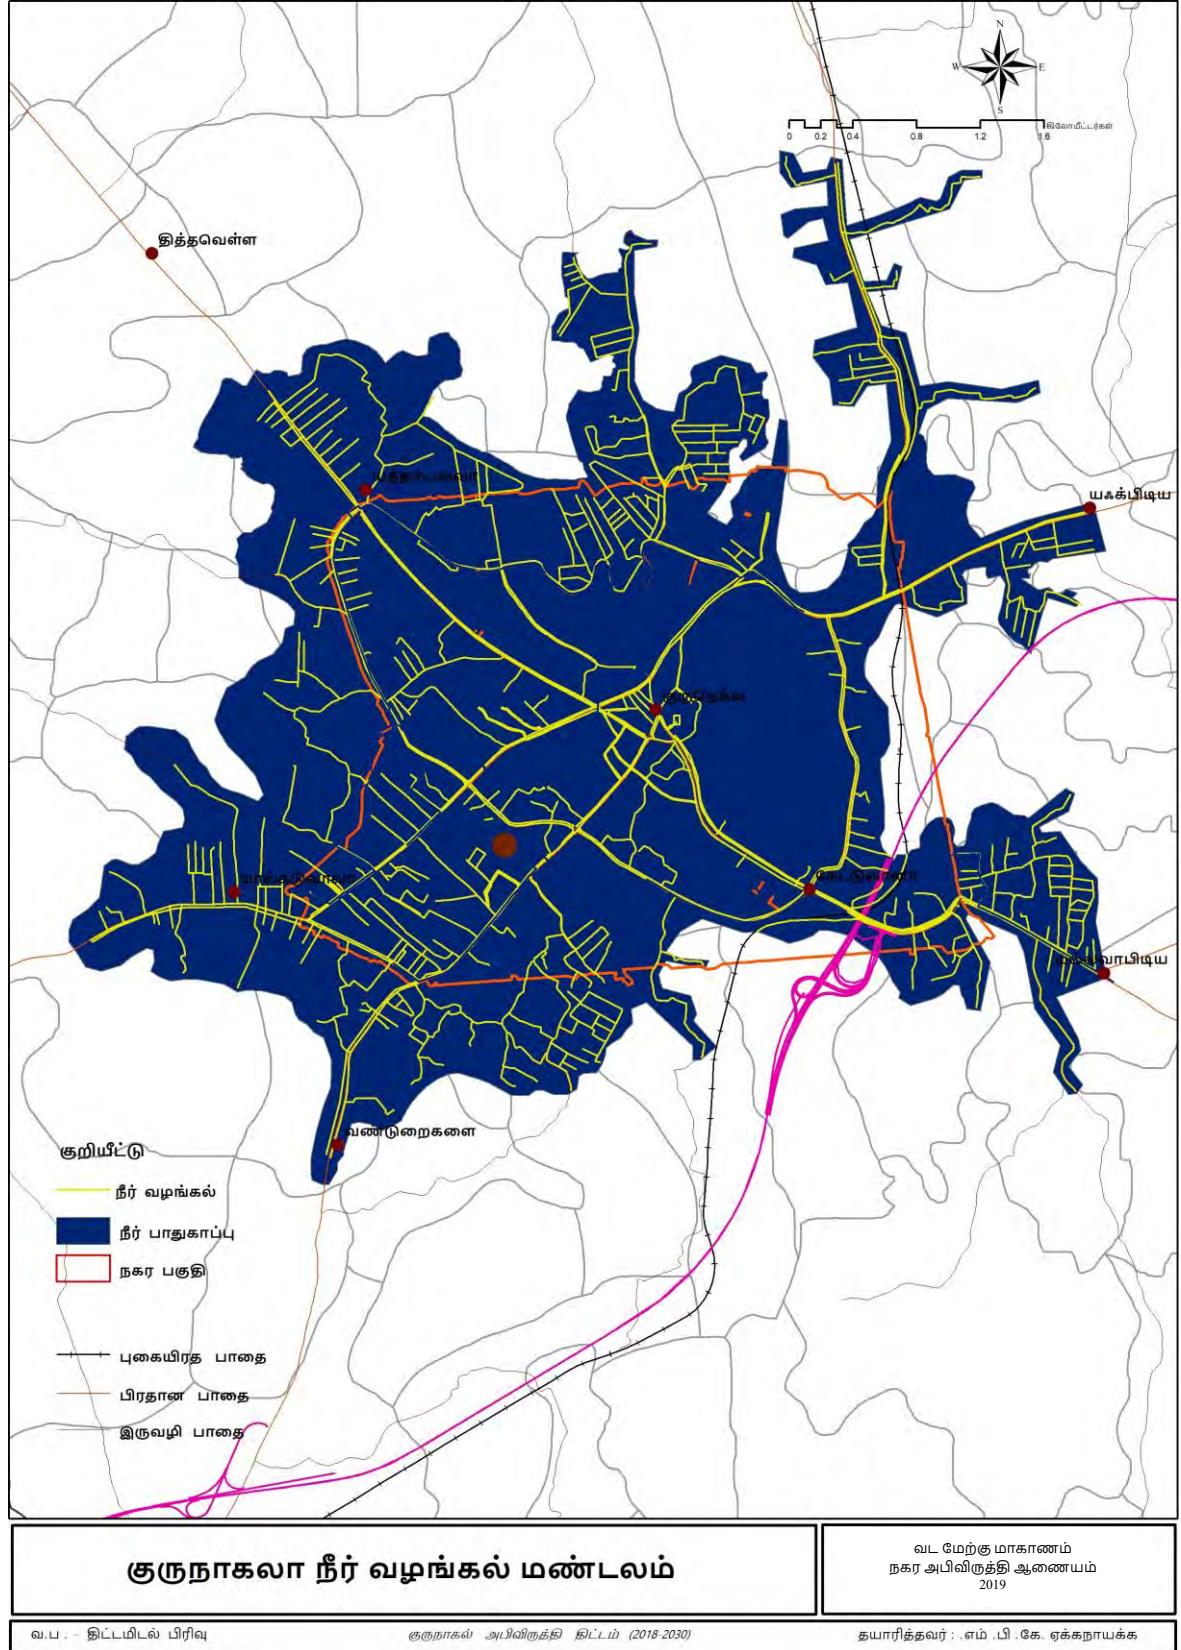 N
W E
S
0 0.2 0.4 0.8 1.2 1.6
கிலோமீட்டர்கள்
தித்தவெள்ள
யஃக்பிடிய
வண்டுறைகளை
குறியீட்டு
நீர் வழங்கல்
நீர் பாதுகாப்பு
நகர பகுதி
புகையிரத பாதை
பிரதான பாதை
இருவழி பாதை
குருநாகலா நீர் வழங்கல் மண்டலம்
வட மேற்கு மாகாணம்
நகர அபிவிருத்தி ஆணையம்
2019
வ.ப . - திட்டமிடல் பிரிவு
குருநாகல் அபிவிருத்தி திட்டம் (2018-2030)
தயாரித்தவர் : .எம் .பி .கே. ஏக்கநாயக்க